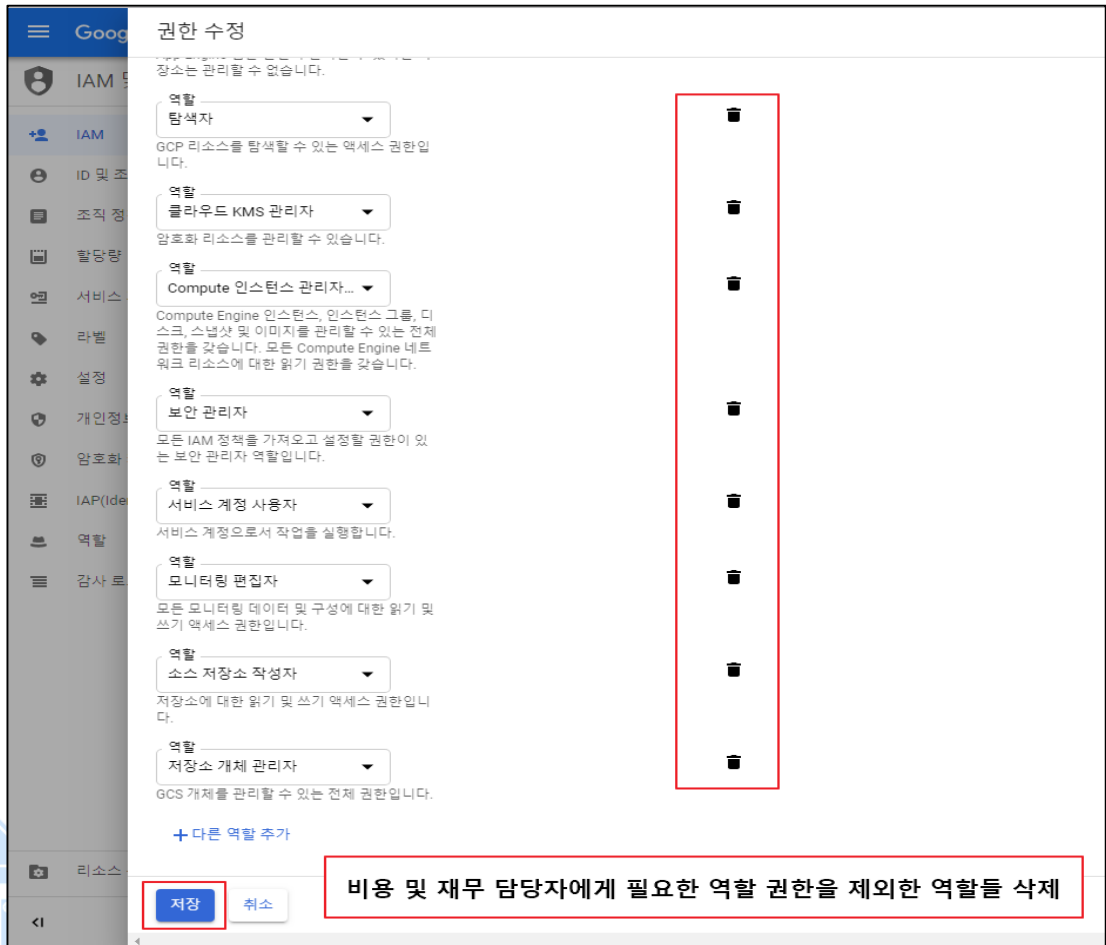 Goog
권한 수정
장소는 관리할 수 없습니다.
IAM 및
IAM
ID 및 조
조직 정
할당량
서비스
라벨
설정
개인정보
암호화
IAP(Iden
역할
감사 로
리소스
역할
탐색자
GCP 리소스를 탐색할 수 있는 액세스 권한입
니다.
역할
클라우드 KMS 관리자
암호화 리소스를 관리할 수 있습니다.
역할
Compute 인스턴스 관리자...
Compute Engine 인스턴스, 인스턴스 그룹, 디
스크, 스냅샷 및 이미지를 관리할 수 있는 전체
권한을 갖습니다. 모든 Compute Engine 네트
워크 리소스에 대한 읽기 권한을 갖습니다.
역할
보안 관리자
모든 IAM 정책을 가져오고 설정할 권한이 있
는 보안 관리자 역할입니다.
역할
서비스 계정 사용자
서비스 계정으로서 작업을 실행합니다.
역할
모니터링 편집자
모든 모니터링 데이터 및 구성에 대한 읽기 및
쓰기 액세스 권한입니다.
역할
소스 저장소 작성자
저장소에 대한 읽기 및 쓰기 액세스 권한입니
다.
역할
저장소 개체 관리자
GCS 개체를 관리할 수 있는 전체 권한입니다.
+ 다른 역할 추가
비용 및 재무 담당자에게 필요한 역할 권한을 제외한 역할들 삭제
저장
취소